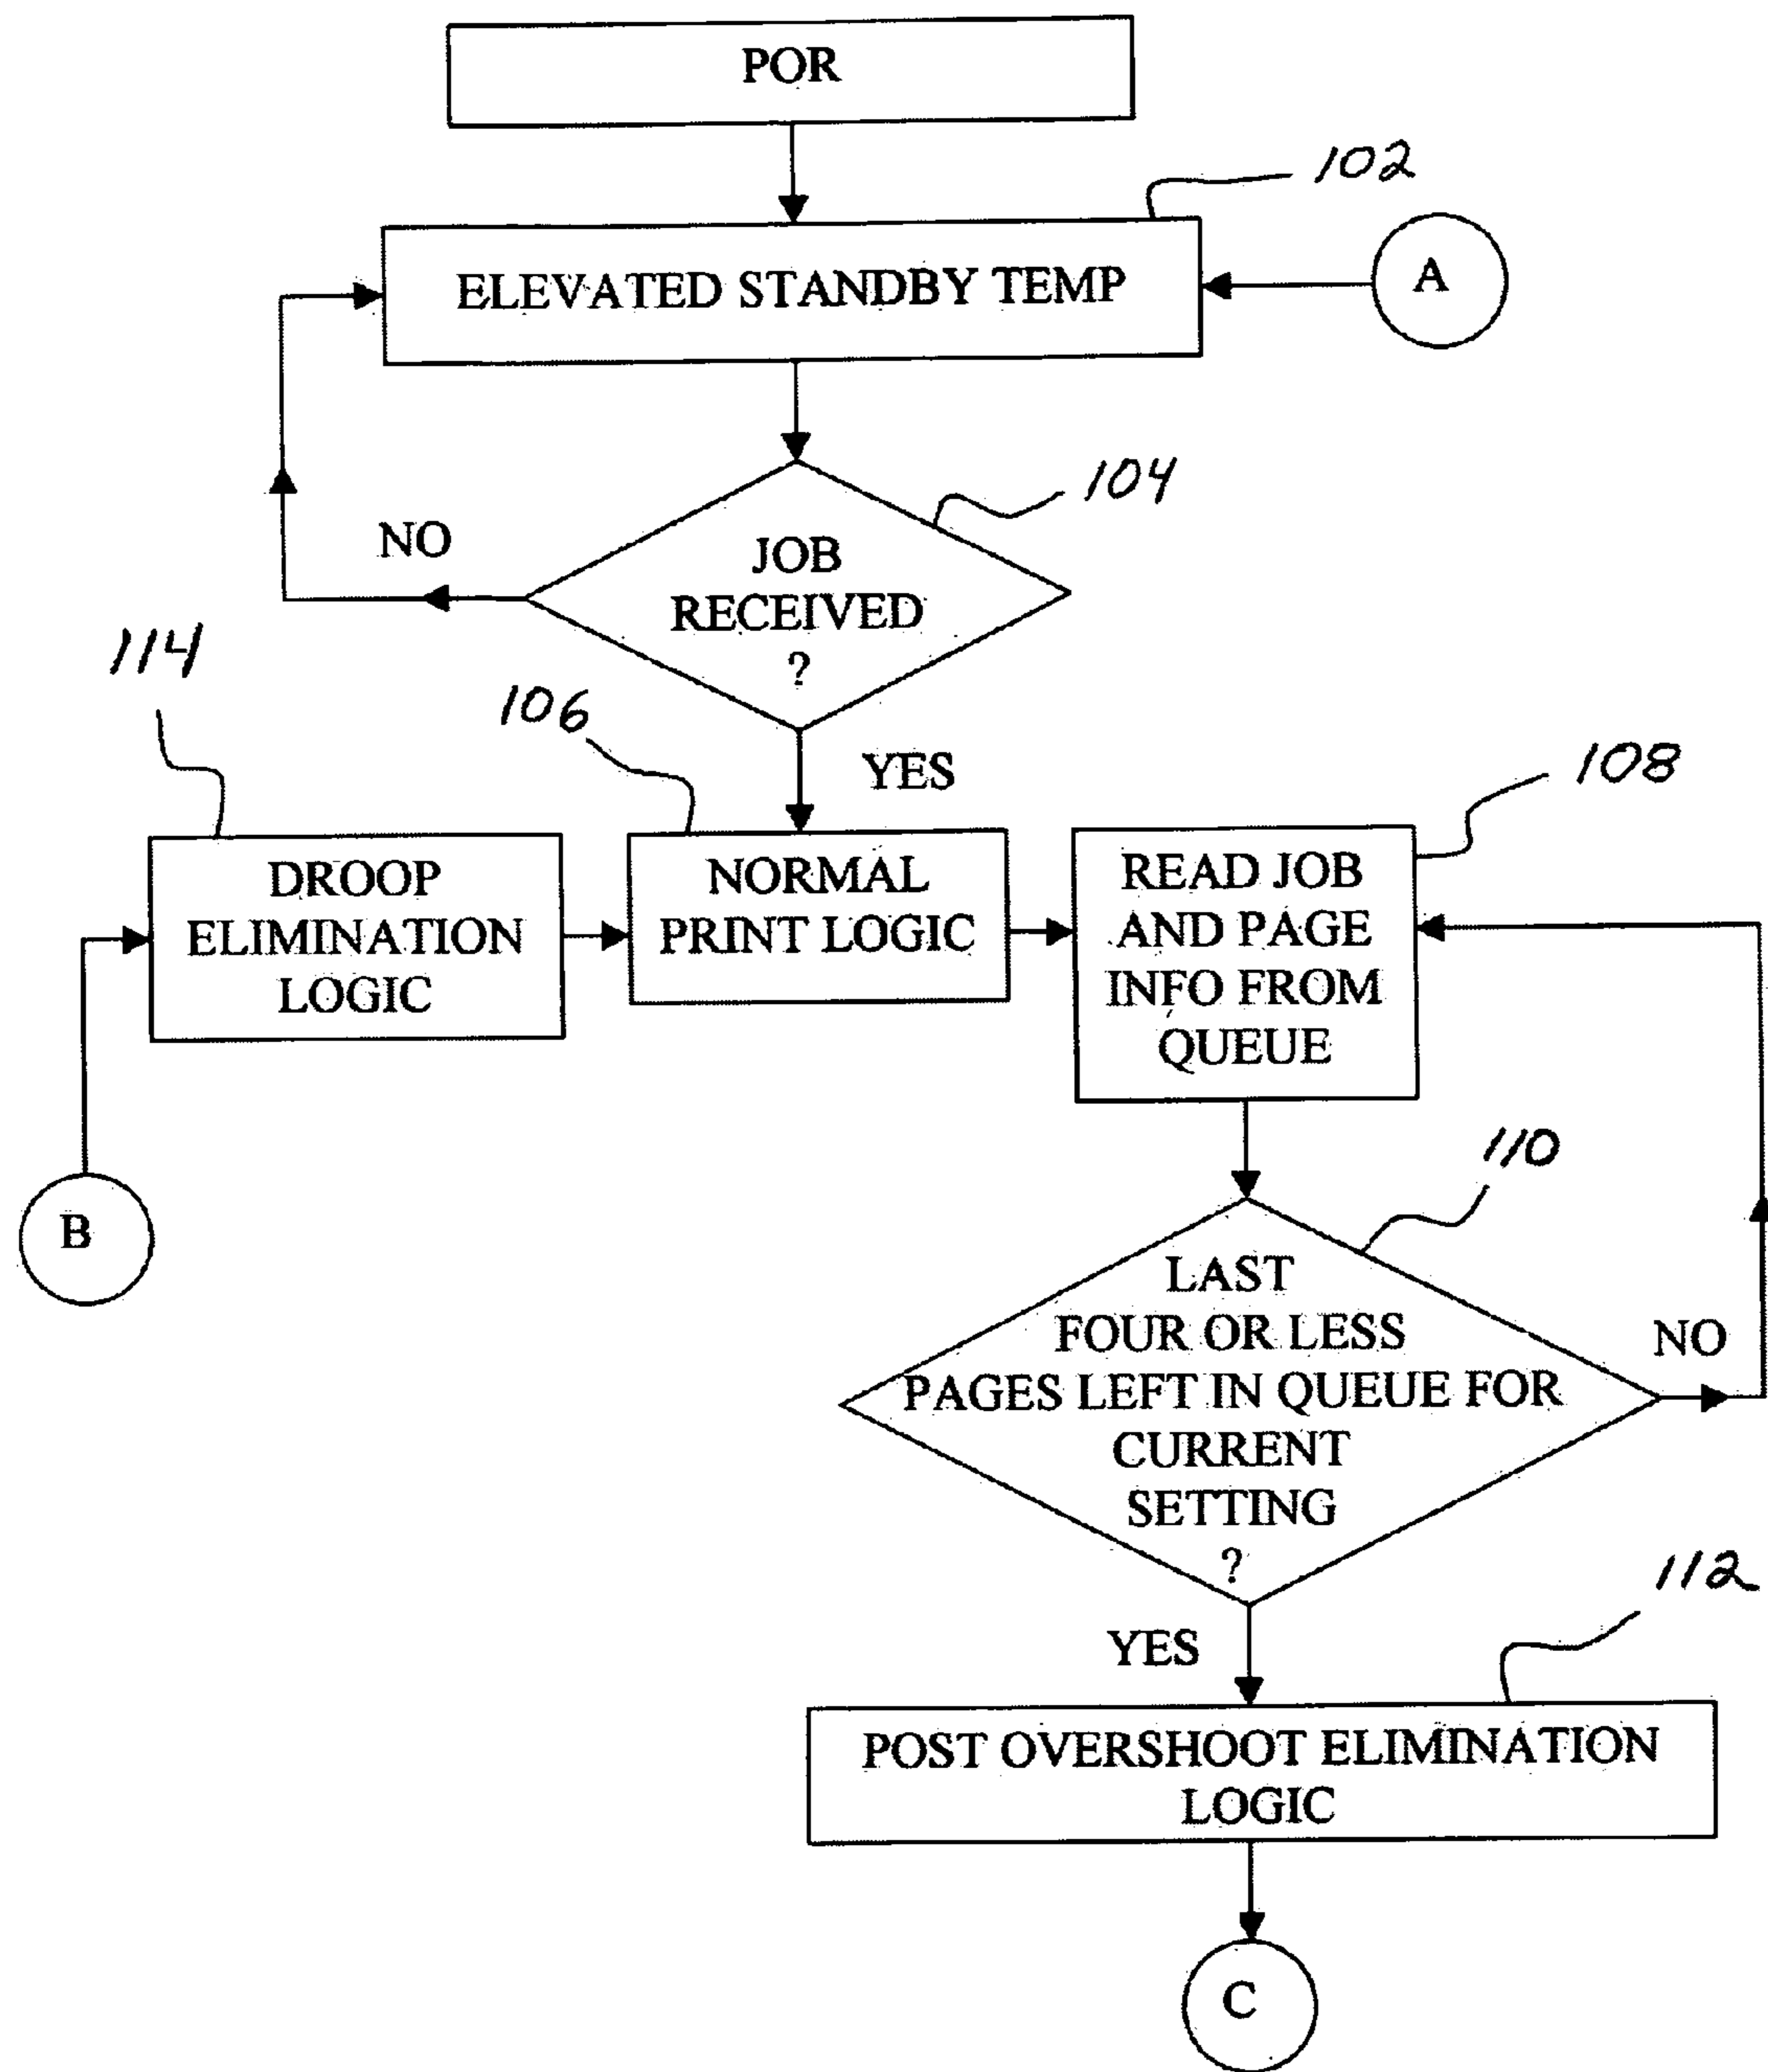 POR
102
ELEVATED STANDBY TEMP
A
104
NO
JOB
RECEIVED
?
114
106
YES
108
DROOP
ELIMINATION
LOGIC
NORMAL
PRINT LOGIC
READ JOB
AND PAGE
INFO FROM
QUEUE
B
110
LAST
FOUR OR LESS
PAGES LEFT IN QUEUE FOR
CURRENT
SETTING
?
NO
YES
112
POST OVERSHOOT ELIMINATION
LOGIC
C